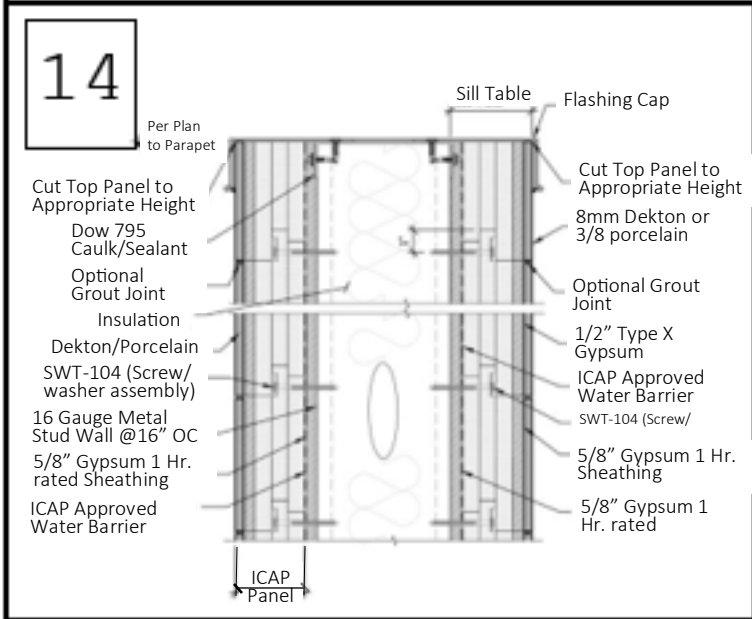 14
Per Plan
to Parapet
Sill Table
Flashing Cap
Cut Top Panel to
Appropriate Height
Dow 795
Caulk/Sealant
Optional
Grout Joint
Insulation
Dekton/Porcelain
SWT-104 (Screw/
washer assembly)
16 Gauge Metal
Stud Wall @16” OC
5/8” Gypsum 1 Hr.
rated Sheathing
ICAP Approved
Water Barrier
ICAP
Panel
Cut Top Panel to
Appropriate Height
8mm Dekton or
3/8 porcelain
Optional Grout
Joint
1/2” Type X
Gypsum
ICAP Approved
Water Barrier
SWT-104 (Screw/
5/8” Gypsum 1 Hr.
Sheathing
5/8” Gypsum 1
Hr. rated